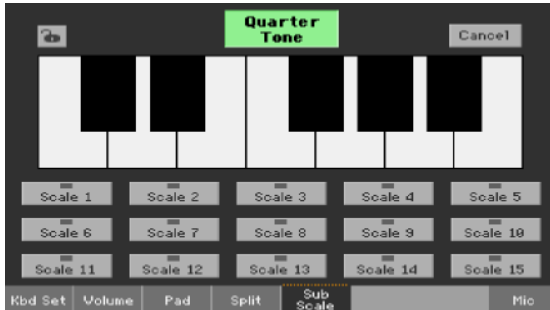 Quarter
Tone
Cancel
Scale 1 Scale 2 Scale 3 Scale 4 Scale 5
Scale 6 Scale 7 Scale 8 Scale 9 Scale 10
Scale 11 Scale 12 Scale 13 Scale 14 Scale 15
Kbd Set Volume Pad Split Sub Mic
Scale